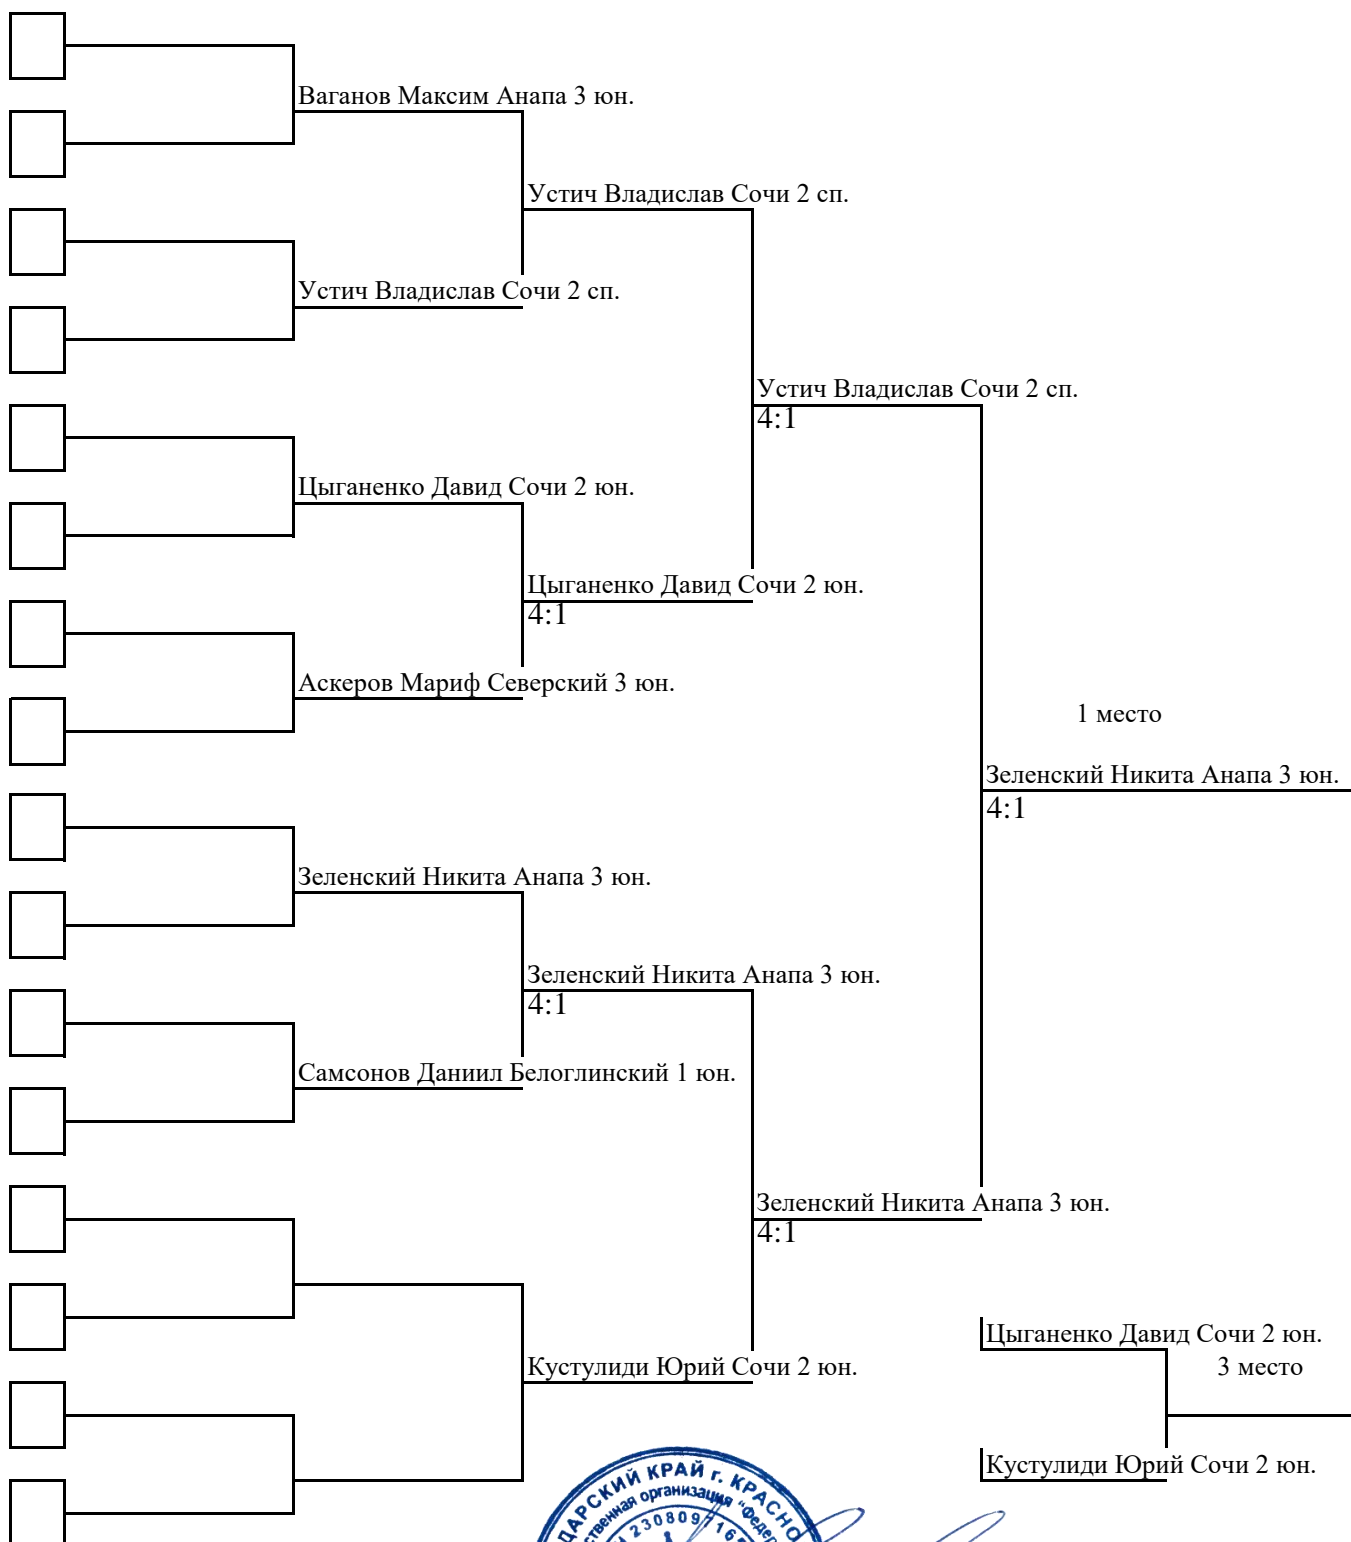 Ваганов Максим Анапа 3 юн.
Устич Владислав Сочи 2 сп.
Устич Владислав Сочи 2 сп.
Устич Владислав Сочи 2 сп.
4:1
Цыганенко Давид Сочи 2 юн.
Цыганенко Давид Сочи 2 юн.
4:1
Аскеров Мариф Северский 3 юн.
1 место
Зеленский Никита Анапа 3 юн.
4:1
Зеленский Никита Анапа 3 юн.
Зеленский Никита Анапа 3 юн.
4:1
Самсонов Даниил Белоглинский 1 юн.
Зеленский Никита Анапа 3 юн.
4:1
Цыганенко Давид Сочи 2 юн.
Кустулиди Юрий Сочи 2 юн.
3 место
Кустулиди Юрий Сочи 2 юн.
КРАЙ г.
организация